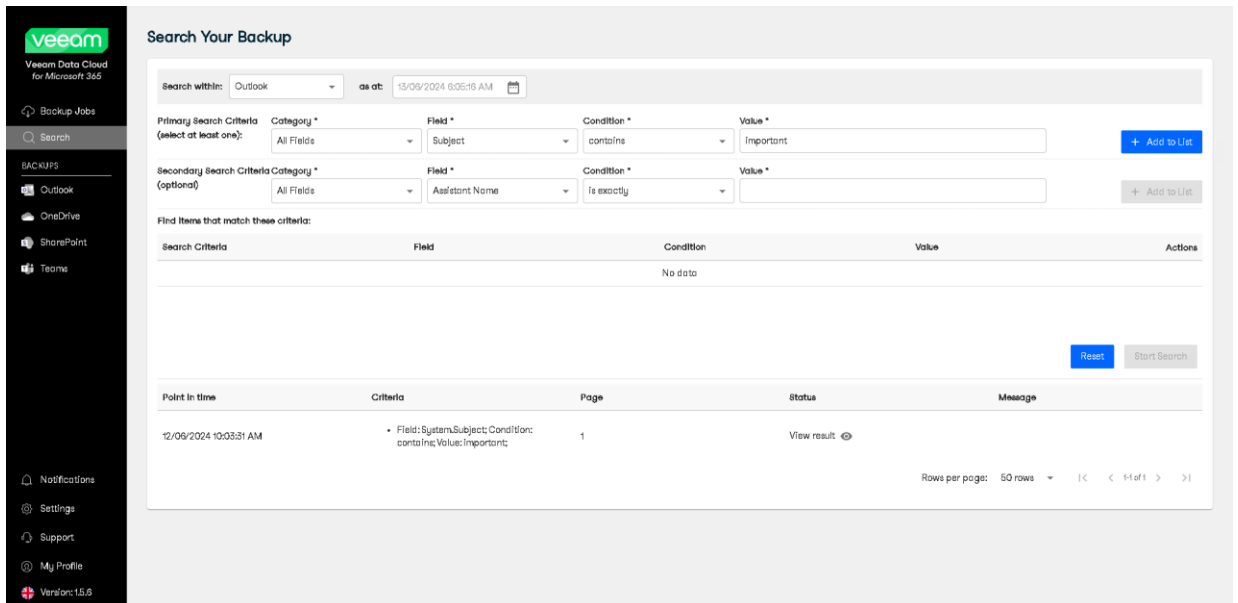 veeam
Veeam Data Cloud
for Microsoft 365
Backup Jobs
Search
BACKUPS
Outlook
OneDrive
SharePoint
Teams
Notifications
Settings
Support
My Profile
Version: 1.5.6
Search Your Backup
Search within: Outlook as at: 13/06/2024 6:05:16 AM
Primary Search Criteria Category * Field * Condition * Value *
(select at least one): All Fields Subject contains important + Add to List
Secondary Search Criteria Category * Field * Condition * Value *
(optional) All Fields Assistant Name is exactly + Add to List
Find items that match these criteria:
Search Criteria Field Condition Value Actions
No data
Reset Start Search
Point in time Criteria Page Status Message
12/06/2024 10:03:31 AM • Field: System.Subject; Condition: contains; Value: important; 1 View result
Rows per page: 50 rows 1-1 of 1